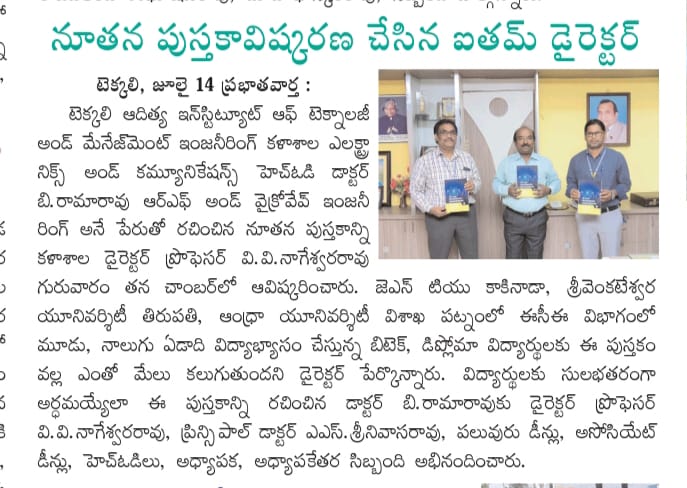 నూతన పుస్తకావిష్కరణ చేసిన ఐతమ్ డైరెక్టర్
టెక్కలి, జూలై 14 ప్రభాతవార్త :
టెక్కలి ఆదిత్య ఇన్‌స్టిట్యూట్ ఆఫ్ టెక్నాలజీ
అండ్ మేనేజ్‌మెంట్ ఇంజనీరింగ్ కళాశాల ఎలక్ట్రా
నిక్స్ అండ్ కమ్యూనికేషన్స్ హెచ్ఓడి డాక్టర్
బి.రామారావు ఆర్ఎఫ్ అండ్ వైక్రోవేవ్ ఇంజనీ
రింగ్ అనే పేరుతో రచించిన నూతన పుస్తకాన్ని
కళాశాల డైరెక్టర్ ప్రొఫెసర్ వి.వి.నాగేశ్వరరావు
గురువారం తన చాంబర్‌లో ఆవిష్కరించారు. జెఎన్ టియు కాకినాడా, శ్రీవెంకటేశ్వర
యూనివర్శిటీ తిరుపతి, ఆంధ్రా యూనివర్శిటీ విశాఖ పట్నంలో ఈసీఈ విభాగంలో
మూడు, నాలుగు ఏడాది విద్యాభ్యాసం చేస్తున్న బిటెక్, డిప్లోమా విద్యార్థులకు ఈ పుస్తకం
వల్ల ఎంతో మేలు కలుగుతుందని డైరెక్టర్ పేర్కొన్నారు. విద్యార్థులకు సులభతరంగా
అర్ధమయ్యేలా ఈ పుస్తకాన్ని రచించిన డాక్టర్ బి.రామారావుకు డైరెక్టర్ ప్రొఫెసర్
వి.వి.నాగేశ్వరరావు, ప్రిన్సిపాల్ డాక్టర్ ఎఎస్.శ్రీనివాసరావు, పలువురు డీన్లు, అసోసియేట్
డీన్లు, హెచ్ఓడిలు, అధ్యాపక, అధ్యాపకేతర సిబ్బంది అభినందించారు.